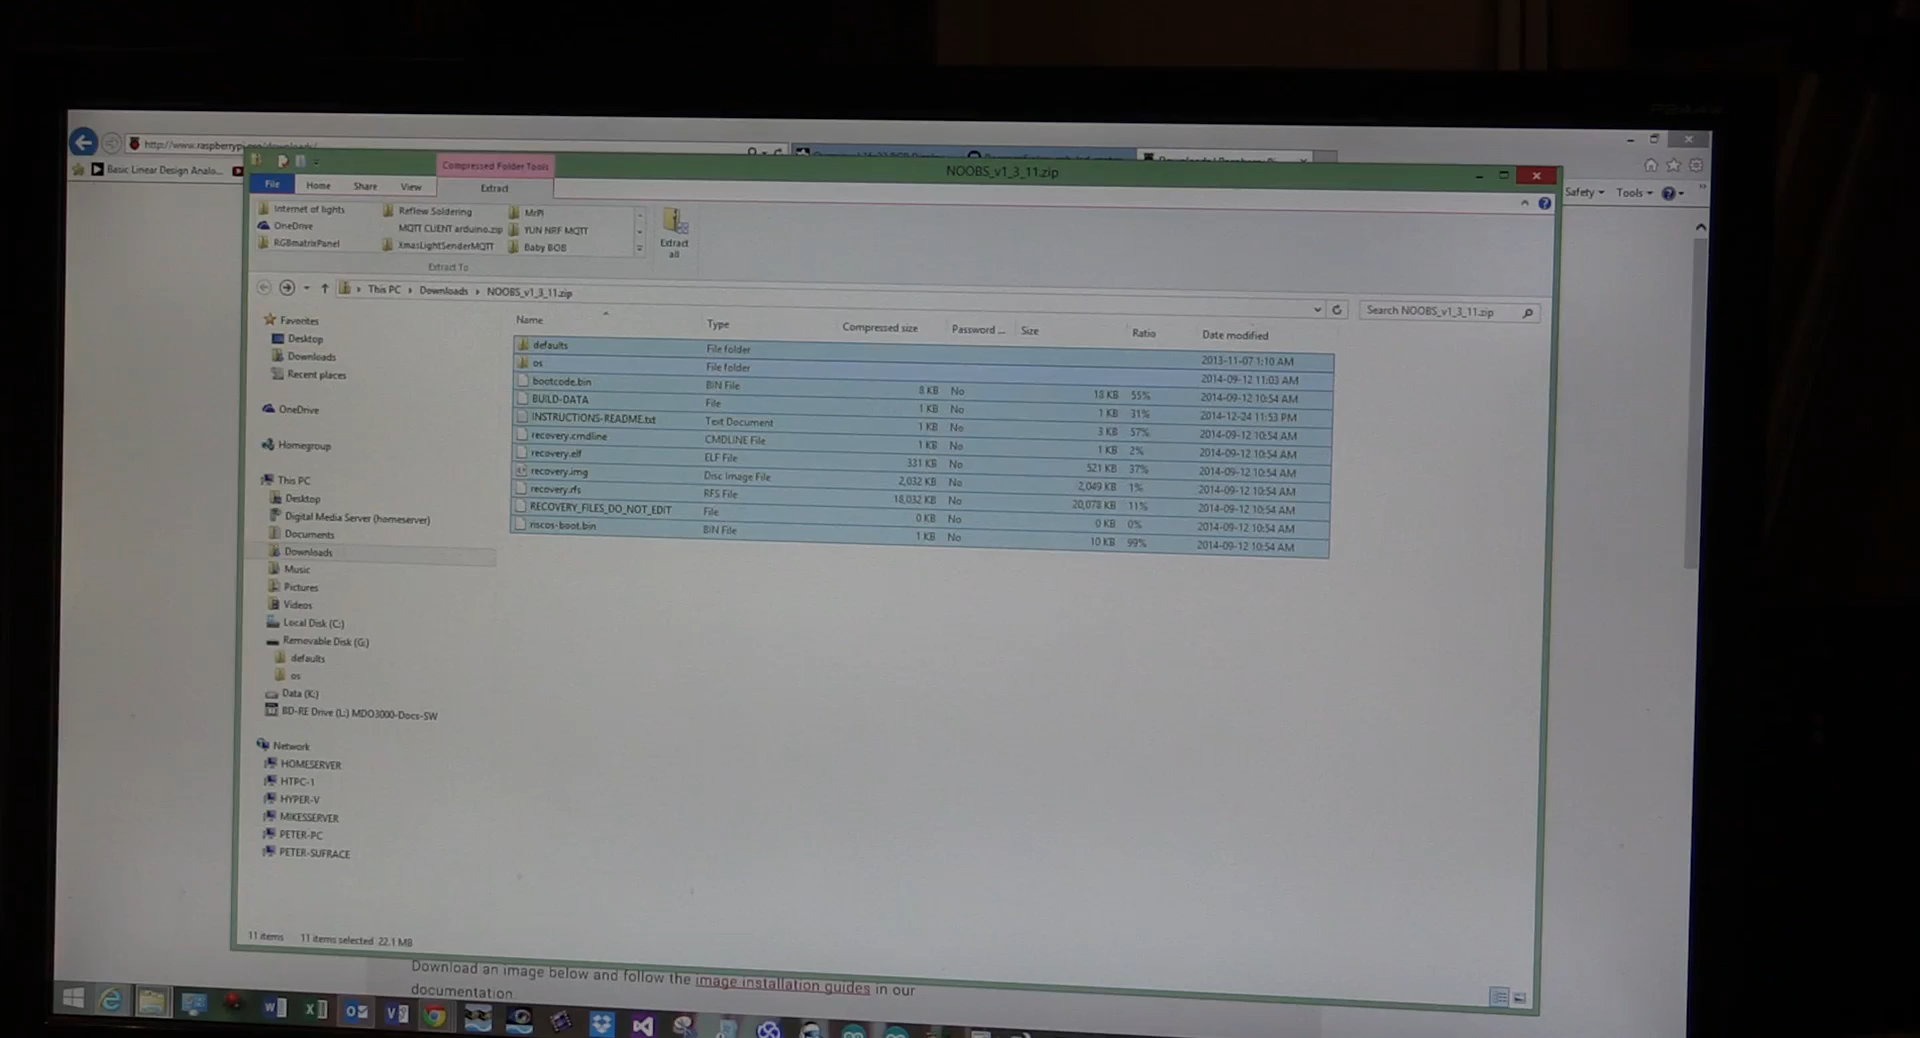 http://www.raspberrypi.org/downloads/
Basic Linear Design Analo...
Safety
Tools
Compressed Folder Tools
NOOBS_v1_3_11.zip
File
Home
Share
View
Extract
Internet of lights
Reflow Soldering
MrPi
OneDrive
MQTT CLIENT arduino.zip
YUN NRF MQTT
RGBmatrixPanel
XmasLightSenderMQTT
Baby BOB
Extract
all
Extract To
This PC
Downloads
NOOBS_v1_3_11.zip
Search NOOBS_v1_3_11.zip
Name
Type
Compressed size
Password ...
Size
Ratio
Date modified
defaults File folder 2013-11-07 1:10 AM
os File folder 2014-09-12 11:03 AM
bootcode.bin BIN File 8 KB No 18 KB 55% 2014-09-12 10:54 AM
BUILD-DATA File 1 KB No 1 KB 31% 2014-12-24 11:53 PM
INSTRUCTIONS-README.txt Text Document 1 KB No 3 KB 57% 2014-09-12 10:54 AM
recovery.cmdline CMDLINE File 1 KB No 1 KB 2% 2014-09-12 10:54 AM
recovery.elf ELF File 331 KB No 521 KB 37% 2014-09-12 10:54 AM
recovery.img Disc Image File 2,032 KB No 2,049 KB 1% 2014-09-12 10:54 AM
recovery.rfs RFS File 18,032 KB No 20,078 KB 11% 2014-09-12 10:54 AM
RECOVERY_FILES_DO_NOT_EDIT File 0 KB No 0 KB 0% 2014-09-12 10:54 AM
riscos-boot.bin BIN File 1 KB No 10 KB 99% 2014-09-12 10:54 AM
Favorites
Desktop
Downloads
Recent places
OneDrive
Homegroup
This PC
Desktop
Digital Media Server (homeserver)
Documents
Downloads
Music
Pictures
Videos
Local Disk (C:)
Removable Disk (G:)
defaults
os
Data (K:)
BD-RE Drive (L:) MDO3000-Docs-SW
Network
HOMESERVER
HTPC-1
HYPER-V
MIKESSERVER
PETER-PC
PETER-SUFRACE
11 items
11 items selected 22.1 MB
Download an image below and follow the image installation guides in our
documentation